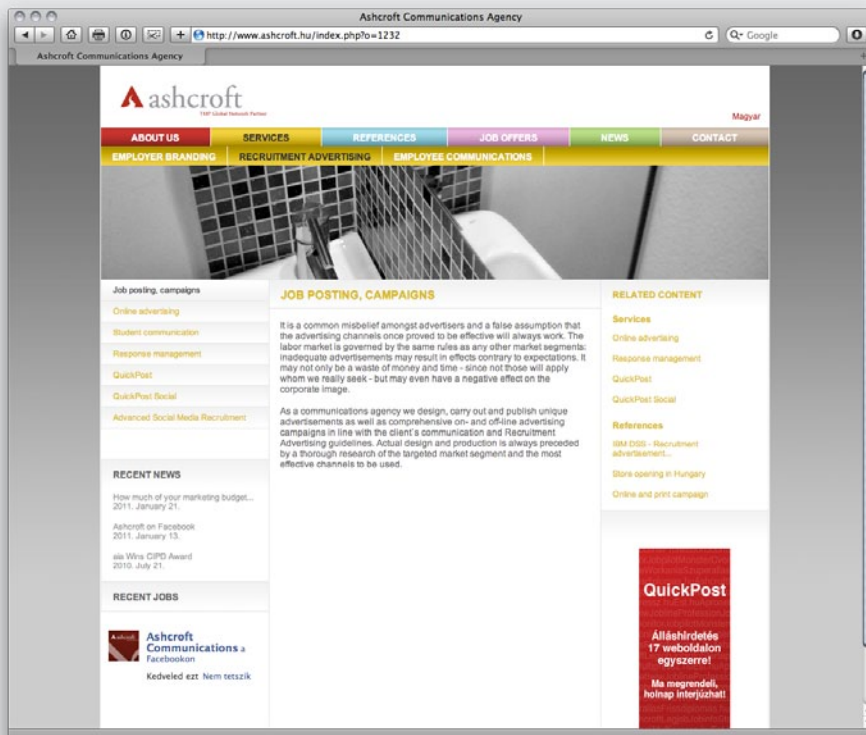 Ashcroft Communications Agency
http://www.ashcroft.hu/index.php?o=1232
Google
Ashcroft Communications Agency
ashcroft
TMP Global Network Partner
Magyar
ABOUT US SERVICES REFERENCES JOB OFFERS NEWS CONTACT
EMPLOYER BRANDING RECRUITMENT ADVERTISING EMPLOYEE COMMUNICATIONS
Job posting, campaigns
Online advertising
Student communication
Response management
QuickPost
QuickPost Social
Advanced Social Media Recruitment
RECENT NEWS
How much of your marketing budget...
2011. January 21.
Ashcroft on Facebook
2011. January 13.
aia Wins CIPD Award
2010. July 21.
RECENT JOBS
Ashcroft
Communications a
Facebookon
Kedveled ezt Nem tetszik
JOB POSTING, CAMPAIGNS
It is a common misbelief amongst advertisers and a false assumption that
the advertising channels once proved to be effective will always work. The
labor market is governed by the same rules as any other market segments:
inadequate advertisements may result in effects contrary to expectations. It
may not only be a waste of money and time - since not those will apply
whom we really seek - but may even have a negative effect on the
corporate image.
As a communications agency we design, carry out and publish unique
advertisements as well as comprehensive on- and off-line advertising
campaigns in line with the client`s communication and Recruitment
Advertising guidelines. Actual design and production is always preceded
by a thorough research of the targeted market segment and the most
effective channels to be used.
RELATED CONTENT
Services
Online advertising
Response management
QuickPost
QuickPost Social
References
IBM DSS - Recruitment
advertisement...
Store opening in Hungary
Online and print campaign
QuickPost
Álláshirdetés
17 weboldalon
egyszerre!
Ma megrendeli,
holnap interjúzhat!